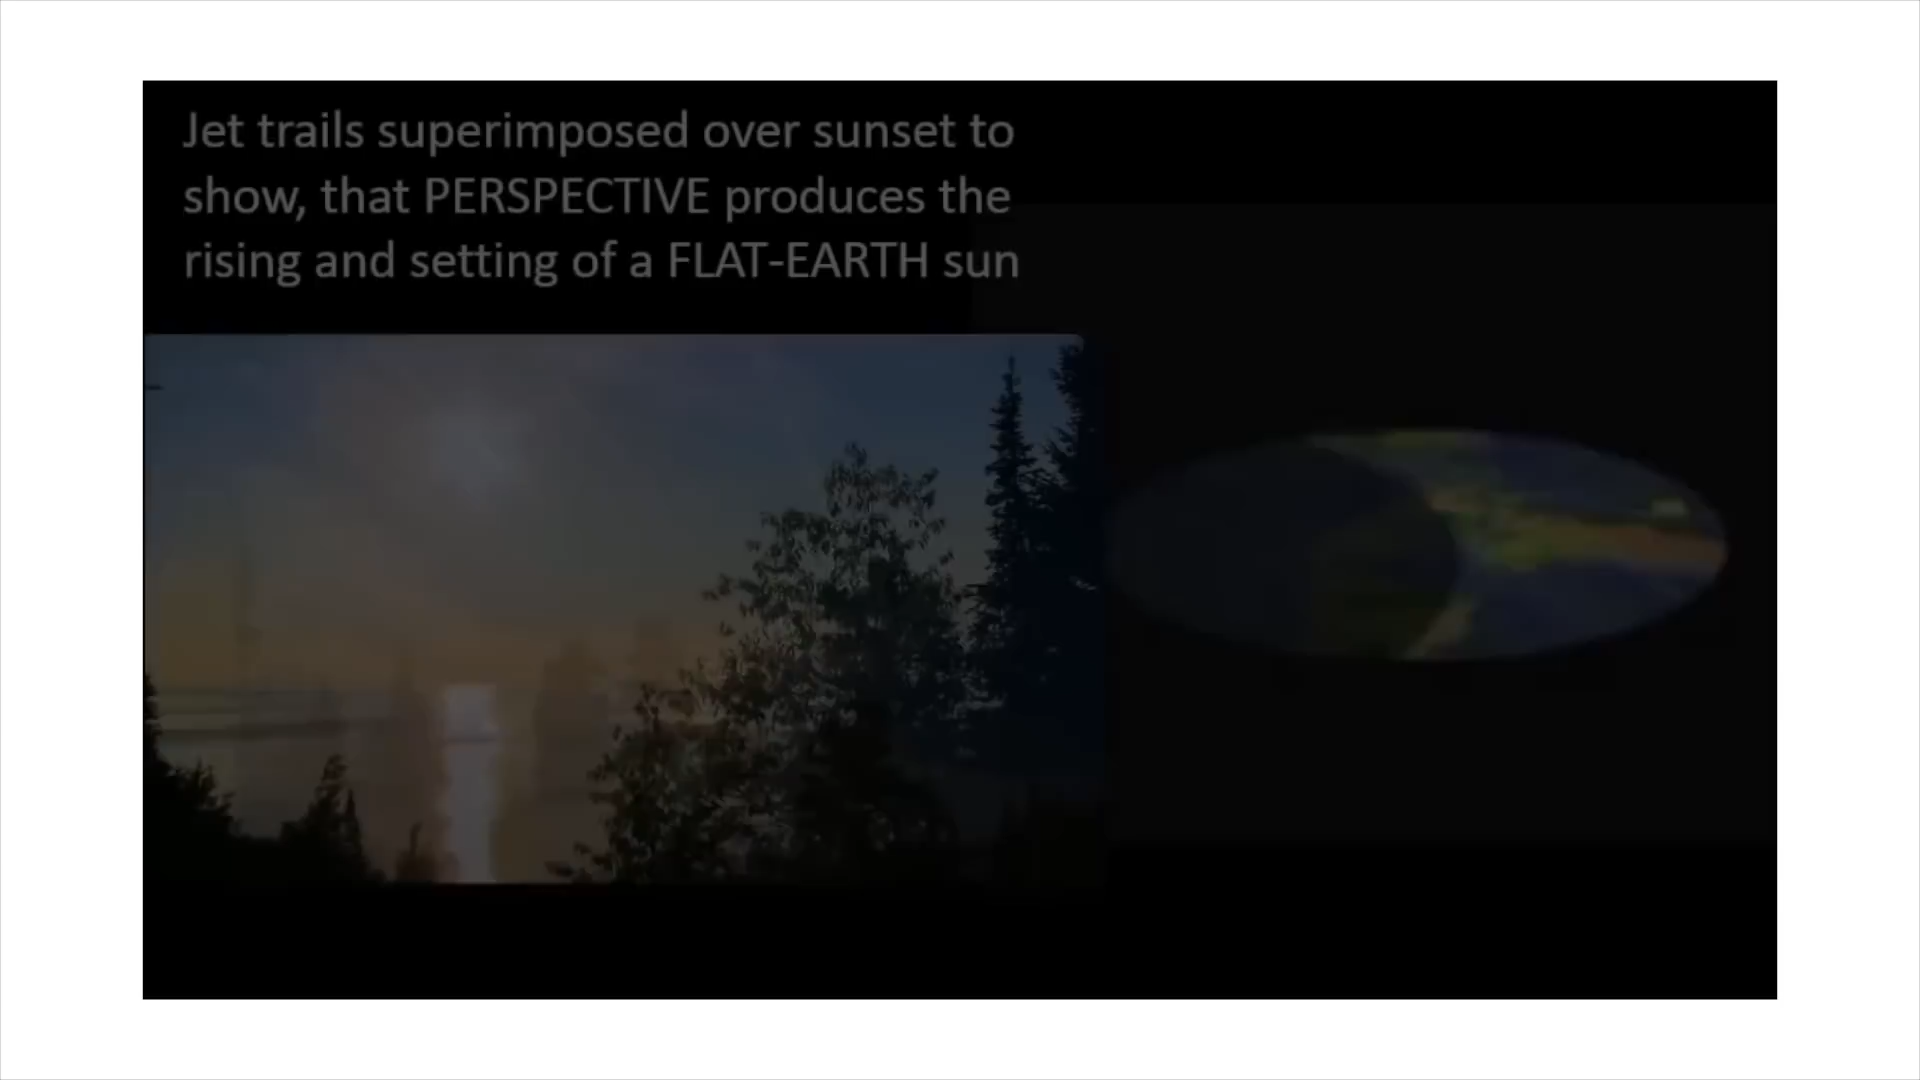 Jet trails superimposed over sunset to
show, that PERSPECTIVE produces the
rising and setting of a FLAT-EARTH sun